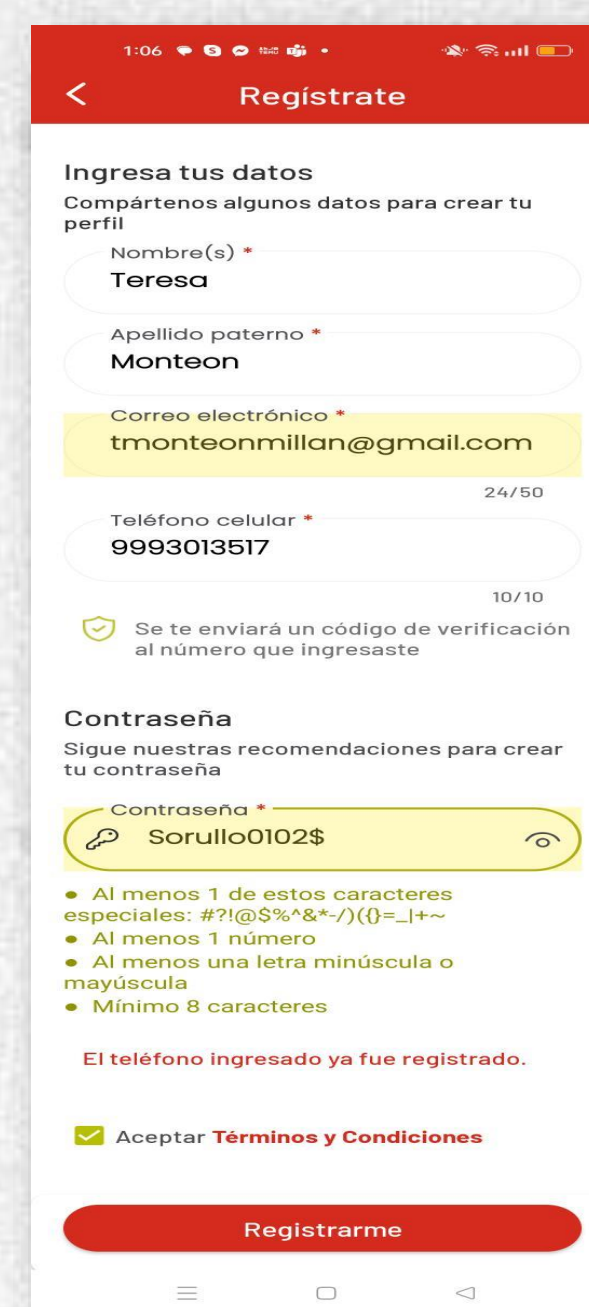 1:06
Regístrate
Ingresa tus datos
Compártenos algunos datos para crear tu
perfil
Nombre(s) *
Teresa
Apellido paterno *
Monteon
Correo electrónico *
tmonteonmillan@gmail.com
24/50
Teléfono celular *
9993013517
10/10
Se te enviará un código de verificación
al número que ingresaste
Contraseña
Sigue nuestras recomendaciones para crear
tu contraseña
Contraseña *
Sorullo0102$
● Al menos 1 de estos caracteres
especiales: #?!@$%^&*-/)({}=_|+~
● Al menos 1 número
● Al menos una letra minúscula o
mayúscula
● Mínimo 8 caracteres
El teléfono ingresado ya fue registrado.
Aceptar Términos y Condiciones
Registrarme